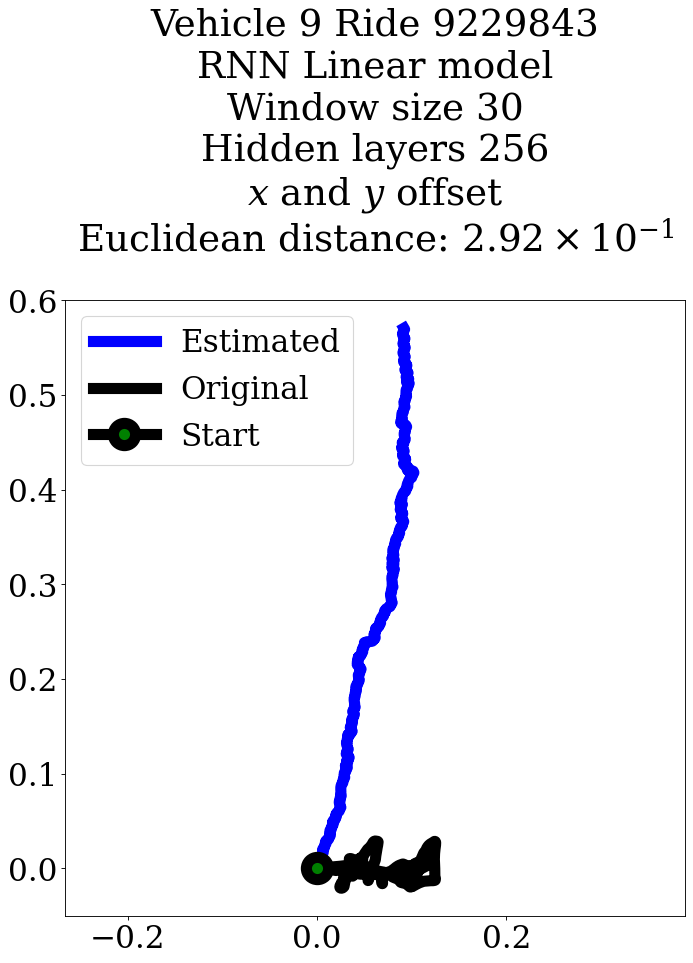 Vehicle 9 Ride 9229843
RNN Linear model
Window size 30
Hidden layers 256
x and y offset
Euclidean distance: 2.92 × 10⁻¹
0.6
0.5
0.4
0.3
0.2
0.1
0.0
Estimated
Original
Start
−0.2 0.0 0.2